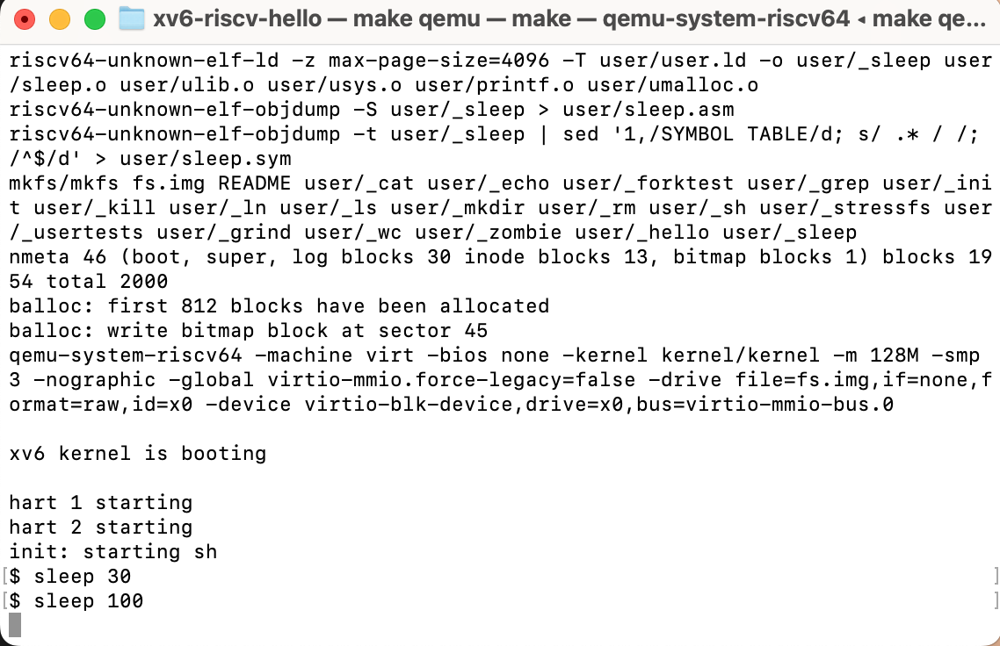 xv6-riscv-hello — make qemu — make — qemu-system-riscv64 ◂ make qe...
riscv64-unknown-elf-ld -z max-page-size=4096 -T user/user.ld -o user/_sleep user
/sleep.o user/ulib.o user/usys.o user/printf.o user/umalloc.o
riscv64-unknown-elf-objdump -S user/_sleep > user/sleep.asm
riscv64-unknown-elf-objdump -t user/_sleep | sed '1,/SYMBOL TABLE/d; s/ .* / /;
/^$/d' > user/sleep.sym
mkfs/mkfs fs.img README user/_cat user/_echo user/_forktest user/_grep user/_ini
t user/_kill user/_ln user/_ls user/_mkdir user/_rm user/_sh user/_stressfs user
/_usertests user/_grind user/_wc user/_zombie user/_hello user/_sleep
nmeta 46 (boot, super, log blocks 30 inode blocks 13, bitmap blocks 1) blocks 19
54 total 2000
balloc: first 812 blocks have been allocated
balloc: write bitmap block at sector 45
qemu-system-riscv64 -machine virt -bios none -kernel kernel/kernel -m 128M -smp
3 -nographic -global virtio-mmio.force-legacy=false -drive file=fs.img,if=none,f
ormat=raw,id=x0 -device virtio-blk-device,drive=x0,bus=virtio-mmio-bus.0
xv6 kernel is booting
hart 1 starting
hart 2 starting
init: starting sh
[$ sleep 30 ]
[$ sleep 100 ]